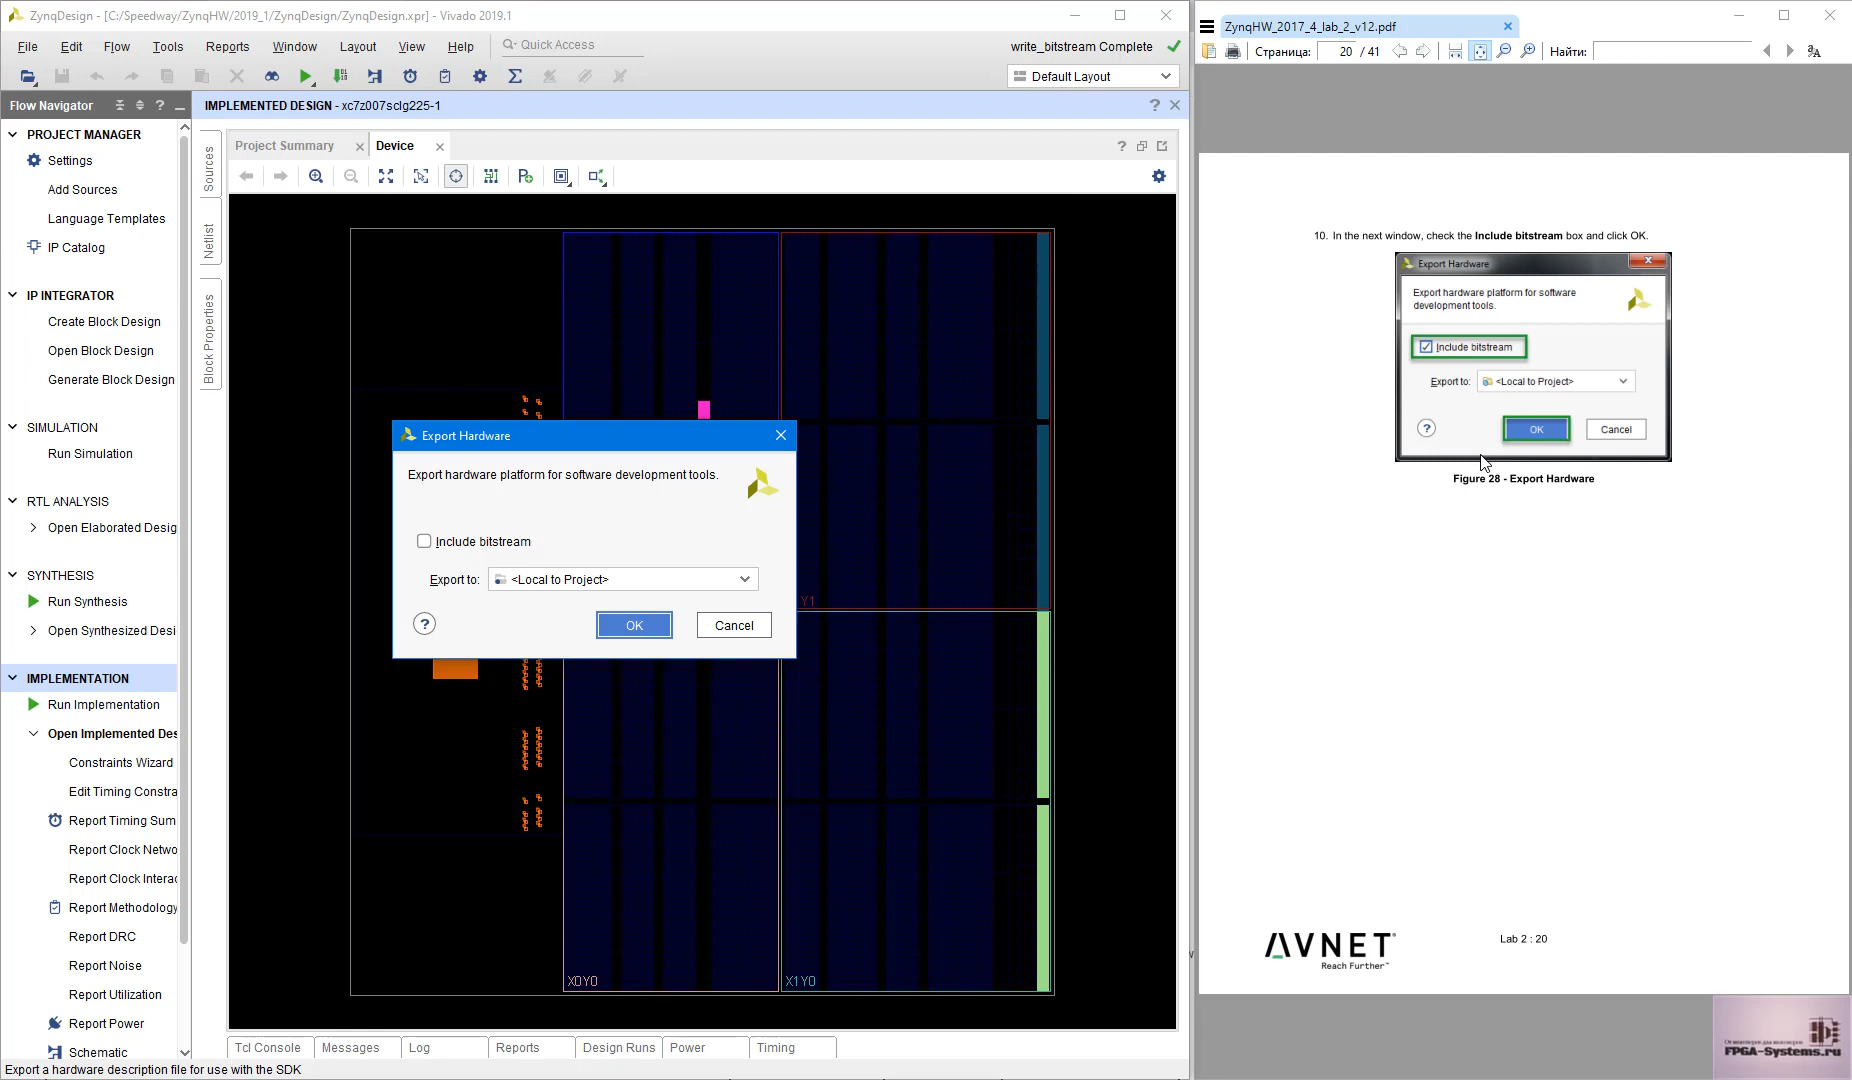 ZynqDesign - [C:/Speedway/ZynqHW/2019_1/ZynqDesign/ZynqDesign.xpr] - Vivado 2019.1
File Edit Flow Tools Reports Window Layout View Help
Quick Access
write_bitstream Complete
Default Layout
Flow Navigator
PROJECT MANAGER
Settings
Add Sources
Language Templates
IP Catalog
IP INTEGRATOR
Create Block Design
Open Block Design
Generate Block Design
SIMULATION
Run Simulation
RTL ANALYSIS
Open Elaborated Desig
SYNTHESIS
Run Synthesis
Open Synthesized Desi
IMPLEMENTATION
Run Implementation
Open Implemented Des
Constraints Wizard
Edit Timing Constra
Report Timing Sum
Report Clock Netwo
Report Clock Interac
Report Methodology
Report DRC
Report Noise
Report Utilization
Report Power
Schematic
IMPLEMENTED DESIGN - xc7z007sclg225-1
Sources
Netlist
Block Properties
Project Summary
Device
Y1
X0Y0
X1Y0
Export Hardware
Export hardware platform for software development tools.
Include bitstream
Export to: <Local to Project>
OK
Cancel
Tcl Console Messages Log Reports Design Runs Power Timing
Export a hardware description file for use with the SDK
ZynqHW_2017_4_lab_2_v12.pdf
Страница: 20 / 41
Найти:
10. In the next window, check the Include bitstream box and click OK.
Export Hardware
Export hardware platform for software
development tools.
Include bitstream
Export to: <Local to Project>
OK
Cancel
Figure 28 - Export Hardware
AVNET
Reach Further™
Lab 2 : 20
FPGA-Systems.ru